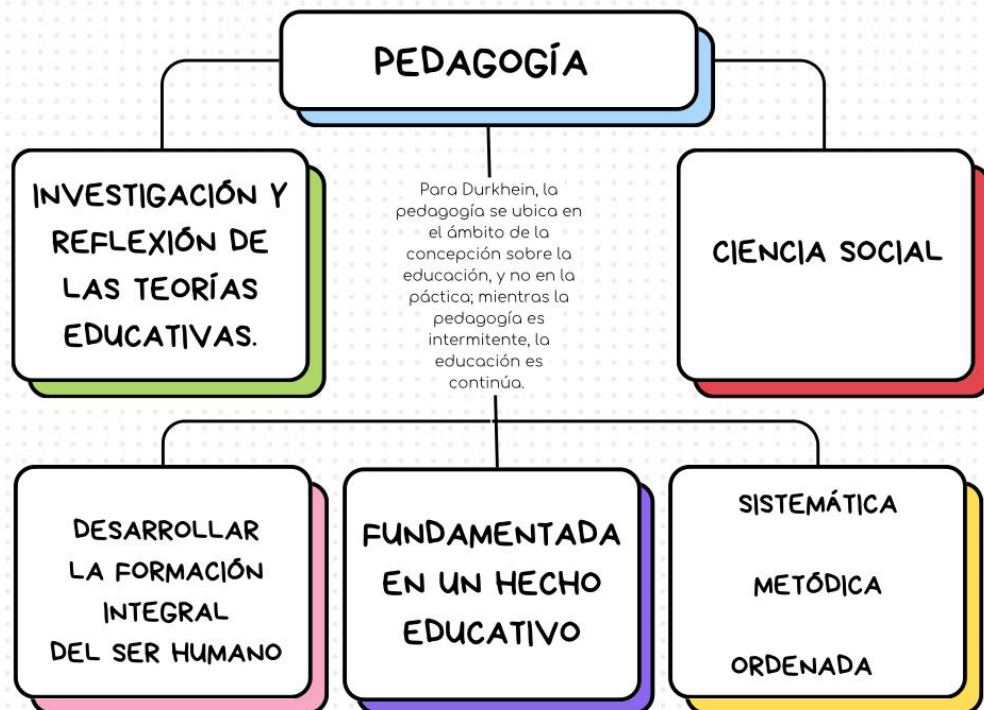 PEDAGOGÍA
INVESTIGACIÓN Y
REFLEXIÓN DE
LAS TEORÍAS
EDUCATIVAS.
Para Durkhein, la
pedagogía se ubica en
el ámbito de la
concepción sobre la
educación, y no en la
páctica; mientras la
pedagogía es
intermitente, la
educación es
continúa.
CIENCIA SOCIAL
DESARROLLAR
LA FORMACIÓN
INTEGRAL
DEL SER HUMANO
FUNDAMENTADA
EN UN HECHO
EDUCATIVO
SISTEMÁTICA
METÓDICA
ORDENADA